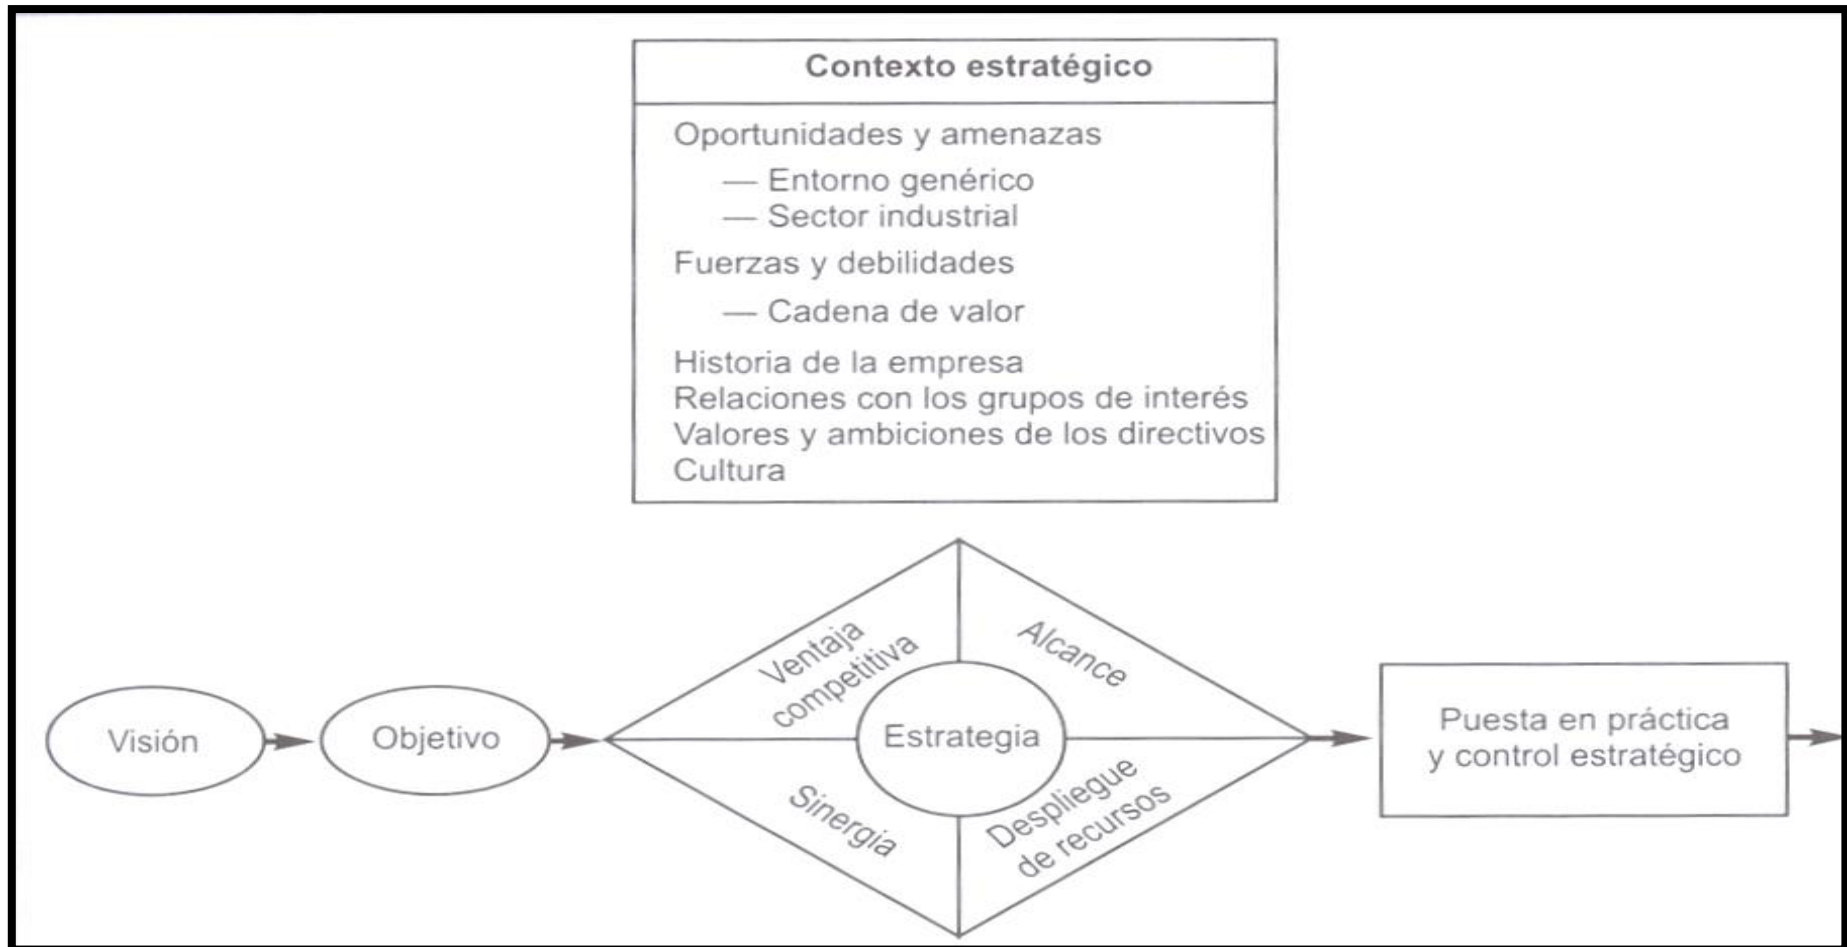 Contexto estratégico
Oportunidades y amenazas
— Entorno genérico
— Sector industrial
Fuerzas y debilidades
— Cadena de valor
Historia de la empresa
Relaciones con los grupos de interés
Valores y ambiciones de los directivos
Cultura
Visión
Objetivo
Ventaja
competitiva
Alcance
Estrategia
Sinergia
Despliegue
de recursos
Puesta en práctica
y control estratégico